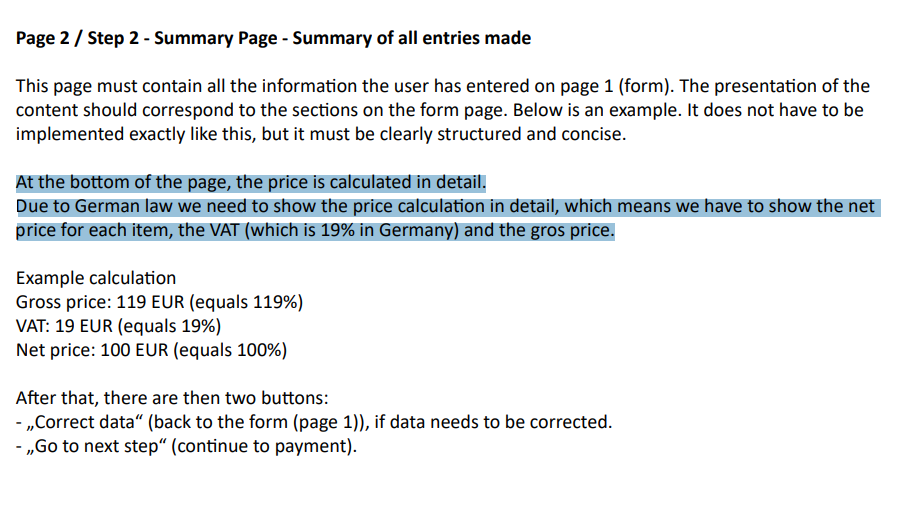 Page 2 / Step 2 - Summary Page - Summary of all entries made
This page must contain all the information the user has entered on page 1 (form). The presentation of the
content should correspond to the sections on the form page. Below is an example. It does not have to be
implemented exactly like this, but it must be clearly structured and concise.
At the bottom of the page, the price is calculated in detail.
Due to German law we need to show the price calculation in detail, which means we have to show the net
price for each item, the VAT (which is 19% in Germany) and the gros price.
Example calculation
Gross price: 119 EUR (equals 119%)
VAT: 19 EUR (equals 19%)
Net price: 100 EUR (equals 100%)
After that, there are then two buttons:
- „Correct data“ (back to the form (page 1)), if data needs to be corrected.
- „Go to next step“ (continue to payment).